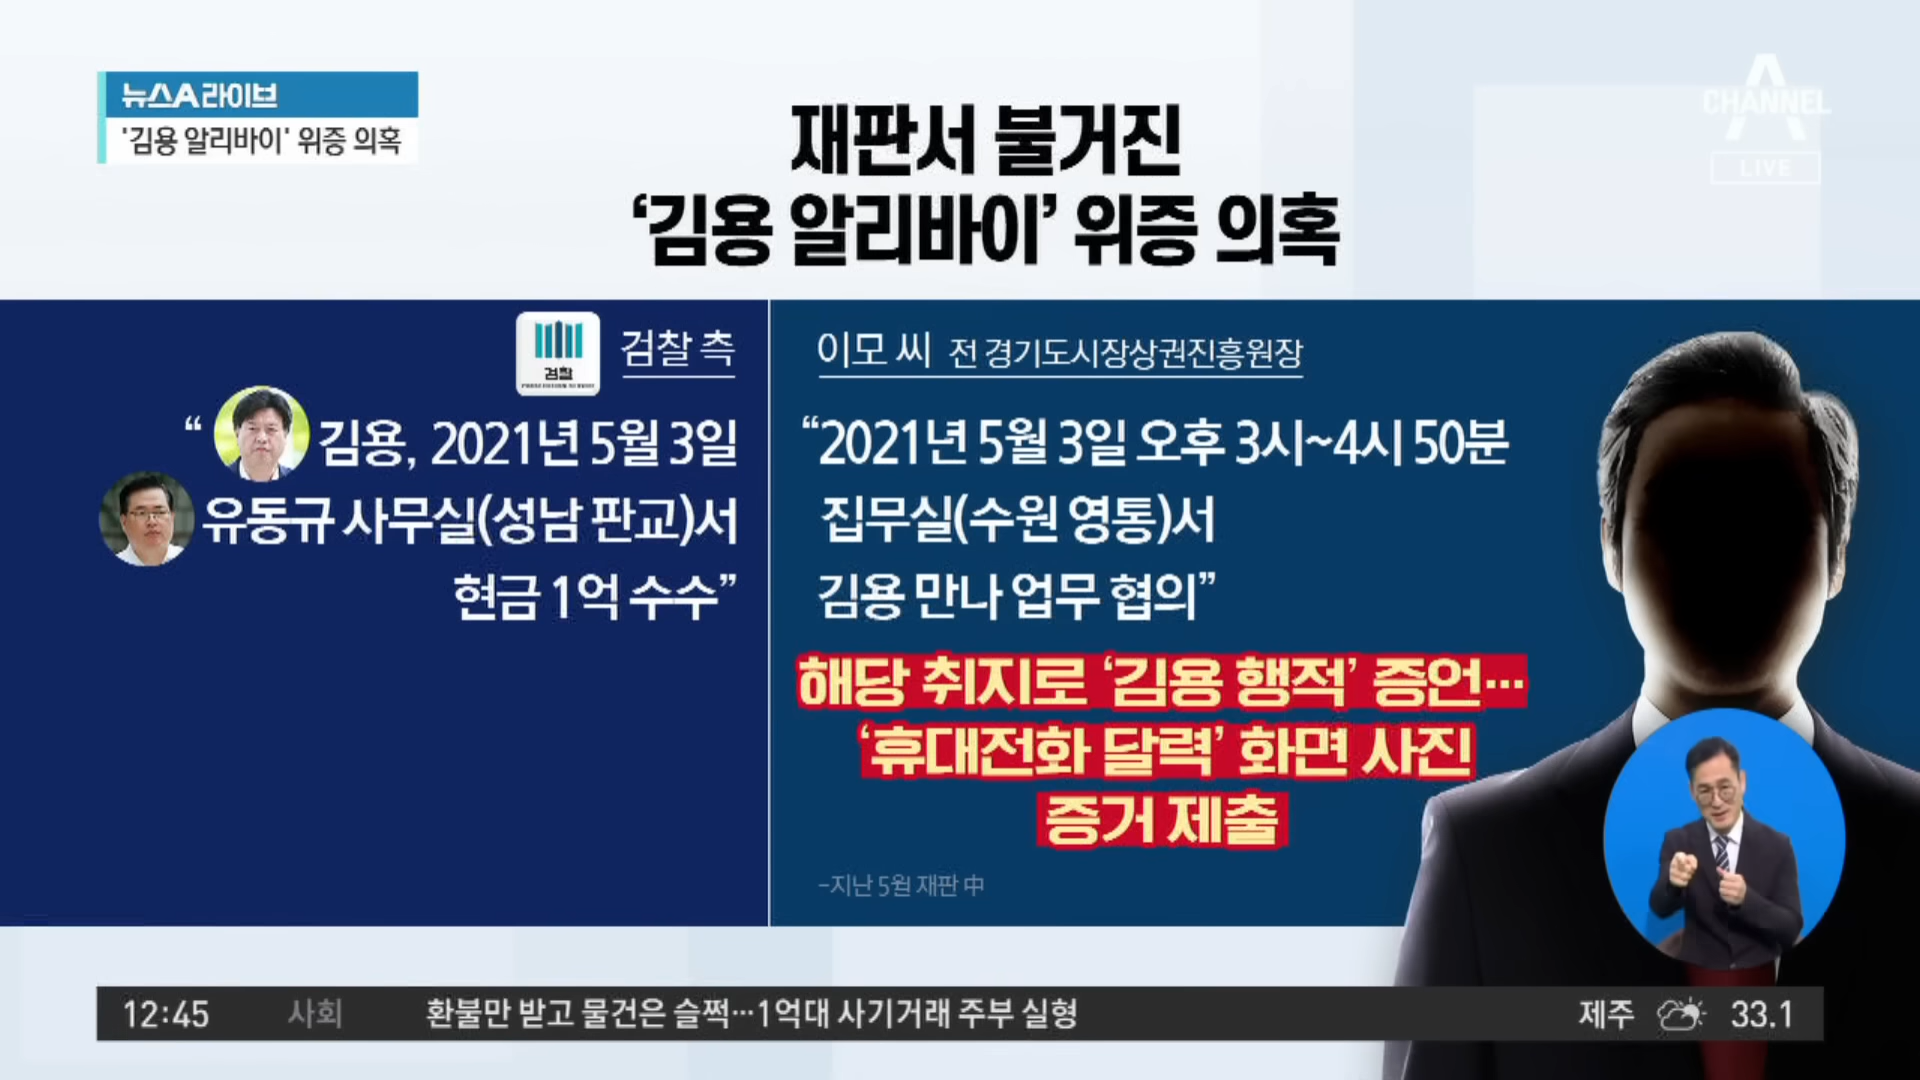 뉴스A 라이브
'김용 알리바이' 위증 의혹
CHANNEL A
LIVE
재판서 불거진
‘김용 알리바이’ 위증 의혹
검찰
검찰 측
“김용, 2021년 5월 3일
유동규 사무실(성남 판교)서
현금 1억 수수”
이모 씨 전 경기도시장상권진흥원장
“2021년 5월 3일 오후 3시~4시 50분
집무실(수원 영통)서
김용 만나 업무 협의”
해당 취지로 ‘김용 행적’ 증언…
‘휴대전화 달력’ 화면 사진
증거 제출
-지난 5월 재판 中
12:45 사회 환불만 받고 물건은 슬쩍…1억대 사기거래 주부 실형 제주 33.1